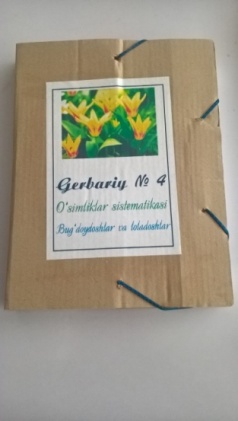 Gerbariy № 4
O'simliklar sistematikasi
Bug'doydoshlar va loladoshlar